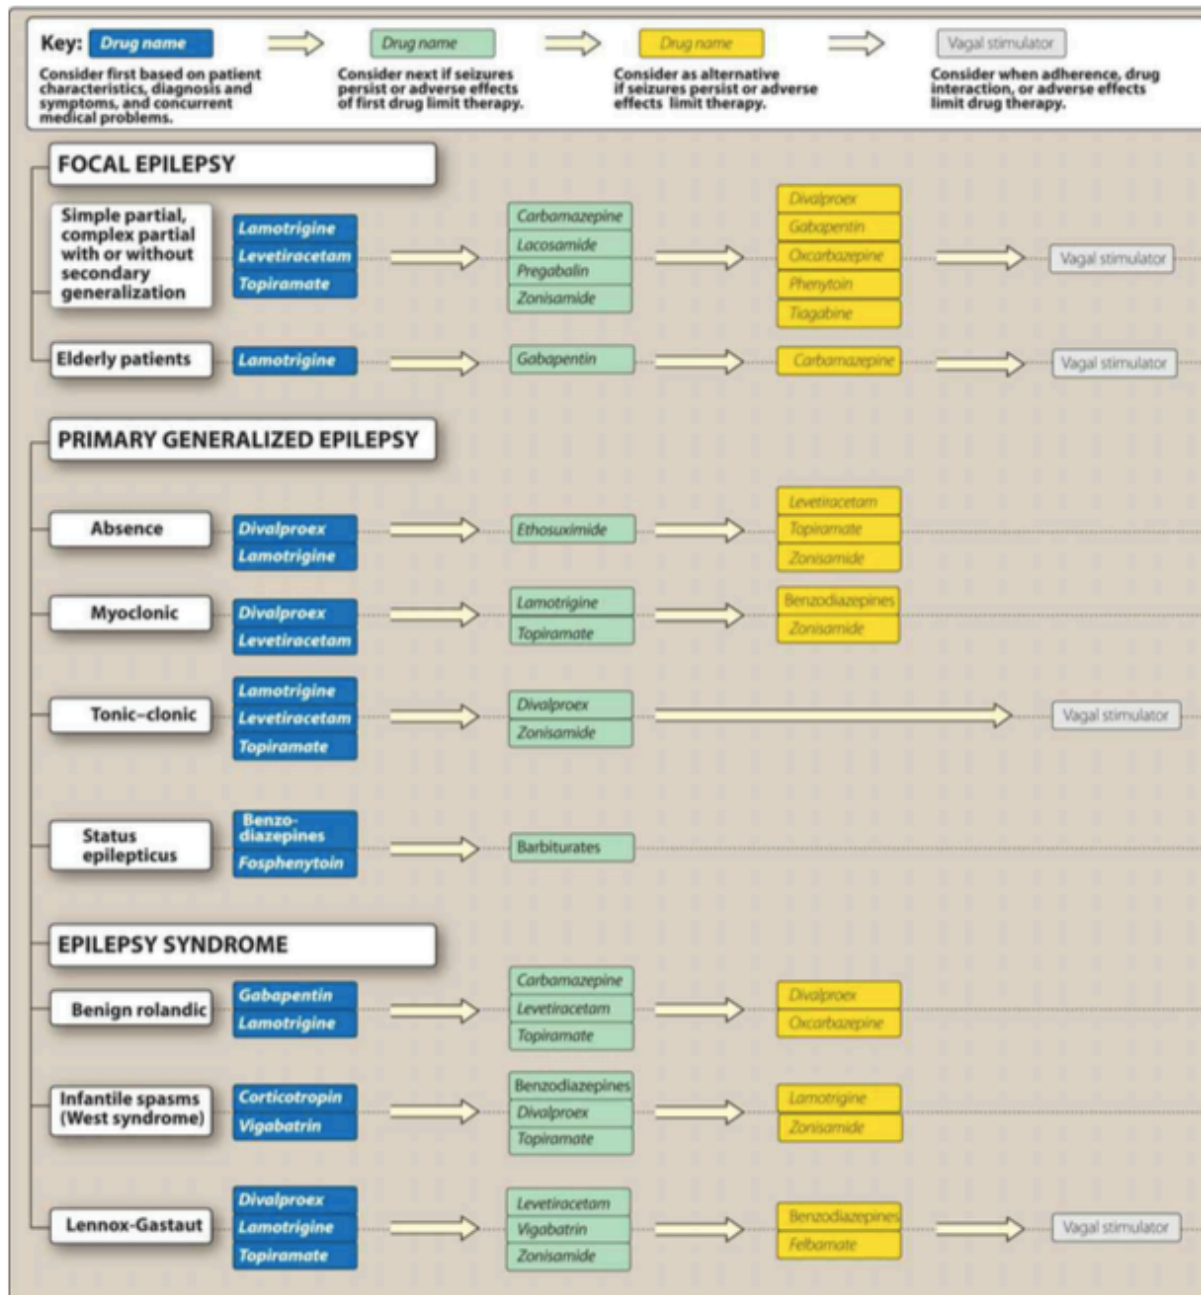 Key: Drug name Drug name Drug name Vagal stimulator
Consider first based on patient
characteristics, diagnosis and
symptoms, and concurrent
medical problems.
Consider next if seizures
persist or adverse effects
of first drug limit therapy.
Consider as alternative
if seizures persist or adverse
effects limit therapy.
Consider when adherence, drug
interaction, or adverse effects
limit drug therapy.
FOCAL EPILEPSY
Simple partial,
complex partial
with or without
secondary
generalization
Lamotrigine
Levetiracetam
Topiramate
Carbamazepine
Lacosamide
Pregabalin
Zonisamide
Divalproex
Gabapentin
Oxcarbazepine
Phenytoin
Tiagabine
Vagal stimulator
Elderly patients
Lamotrigine
Gabapentin
Carbamazepine
Vagal stimulator
PRIMARY GENERALIZED EPILEPSY
Absence
Divalproex
Lamotrigine
Ethosuximide
Levetiracetam
Topiramate
Zonisamide
Myoclonic
Divalproex
Levetiracetam
Lamotrigine
Topiramate
Benzodiazepines
Zonisamide
Tonic–clonic
Lamotrigine
Levetiracetam
Topiramate
Divalproex
Zonisamide
Vagal stimulator
Status
epilepticus
Benzo-
diazepines
Fosphenytoin
Barbiturates
EPILEPSY SYNDROME
Benign rolandic
Gabapentin
Lamotrigine
Carbamazepine
Levetiracetam
Topiramate
Divalproex
Oxcarbazepine
Infantile spasms
(West syndrome)
Corticotropin
Vigabatrin
Benzodiazepines
Divalproex
Topiramate
Lamotrigine
Zonisamide
Lennox-Gastaut
Divalproex
Lamotrigine
Topiramate
Levetiracetam
Vigabatrin
Zonisamide
Benzodiazepines
Felbamate
Vagal stimulator